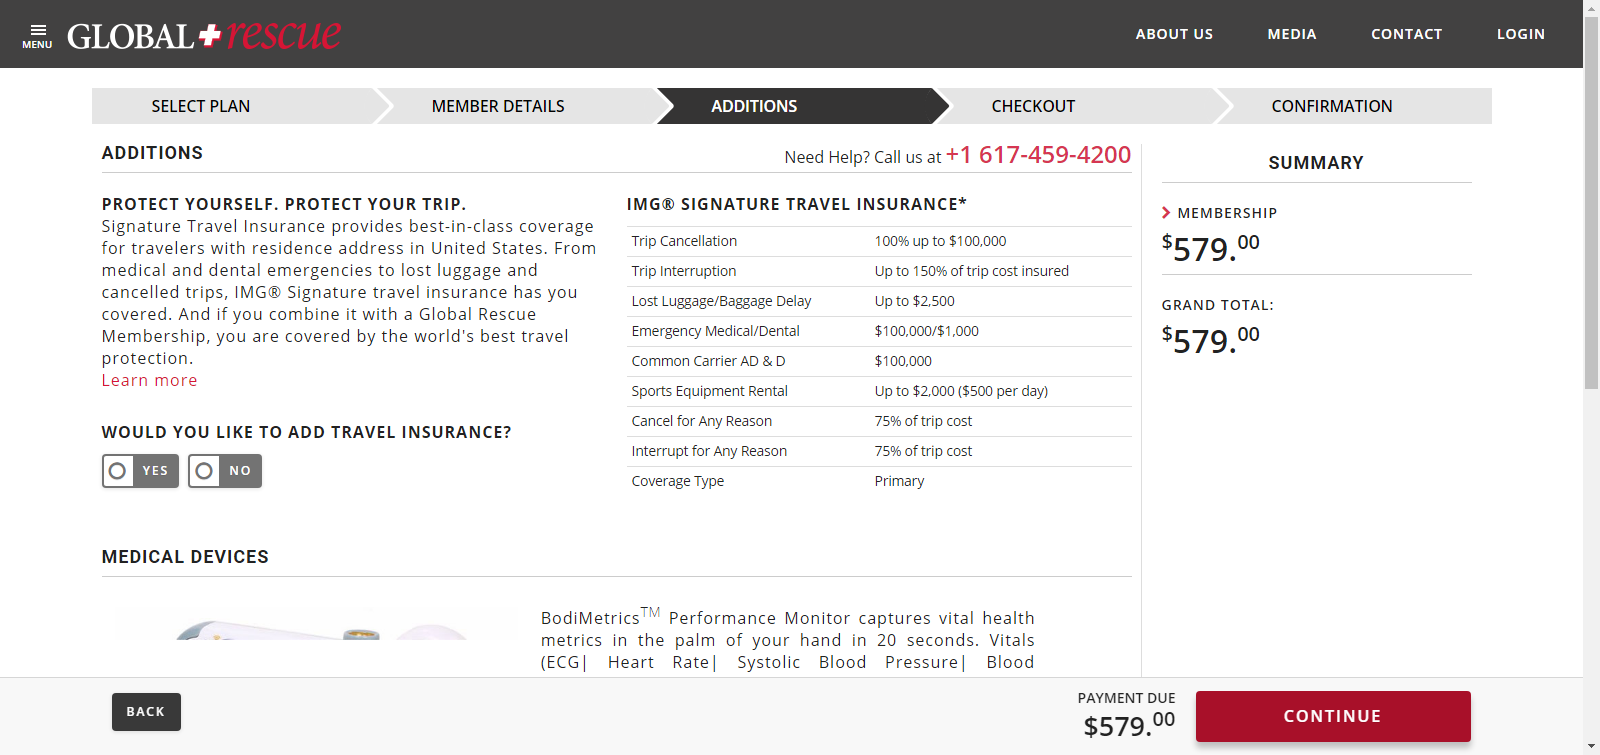 MENU
GLOBAL rescue
ABOUT US
MEDIA
CONTACT
LOGIN
SELECT PLAN
MEMBER DETAILS
ADDITIONS
CHECKOUT
CONFIRMATION
ADDITIONS
Need Help? Call us at +1 617-459-4200
PROTECT YOURSELF. PROTECT YOUR TRIP.
Signature Travel Insurance provides best-in-class coverage
for travelers with residence address in United States. From
medical and dental emergencies to lost luggage and
cancelled trips, IMG® Signature travel insurance has you
covered. And if you combine it with a Global Rescue
Membership, you are covered by the world's best travel
protection.
Learn more
WOULD YOU LIKE TO ADD TRAVEL INSURANCE?
YES
NO
IMG® SIGNATURE TRAVEL INSURANCE*
Trip Cancellation 100% up to $100,000
Trip Interruption Up to 150% of trip cost insured
Lost Luggage/Baggage Delay Up to $2,500
Emergency Medical/Dental $100,000/$1,000
Common Carrier AD & D $100,000
Sports Equipment Rental Up to $2,000 ($500 per day)
Cancel for Any Reason 75% of trip cost
Interrupt for Any Reason 75% of trip cost
Coverage Type Primary
SUMMARY
MEMBERSHIP
$579.00
GRAND TOTAL:
$579.00
MEDICAL DEVICES
BodiMetrics™ Performance Monitor captures vital health
metrics in the palm of your hand in 20 seconds. Vitals
(ECG| Heart Rate| Systolic Blood Pressure| Blood
BACK
PAYMENT DUE
$579.00
CONTINUE